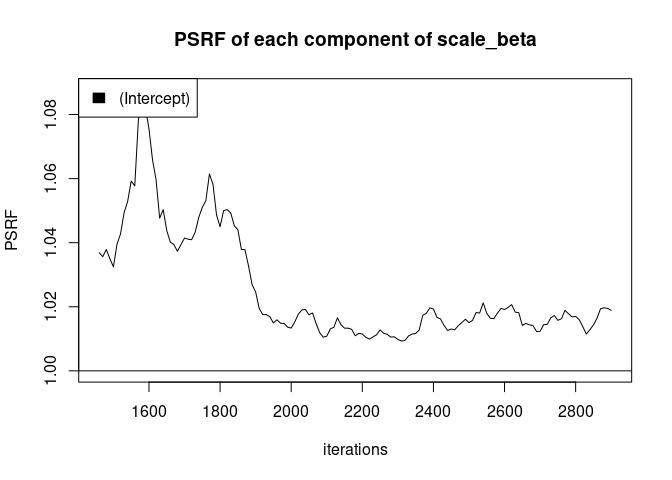 PSRF of each component of scale_beta
(Intercept)
PSRF
1.08
1.06
1.04
1.02
1.00
1600 1800 2000 2200 2400 2600 2800
iterations